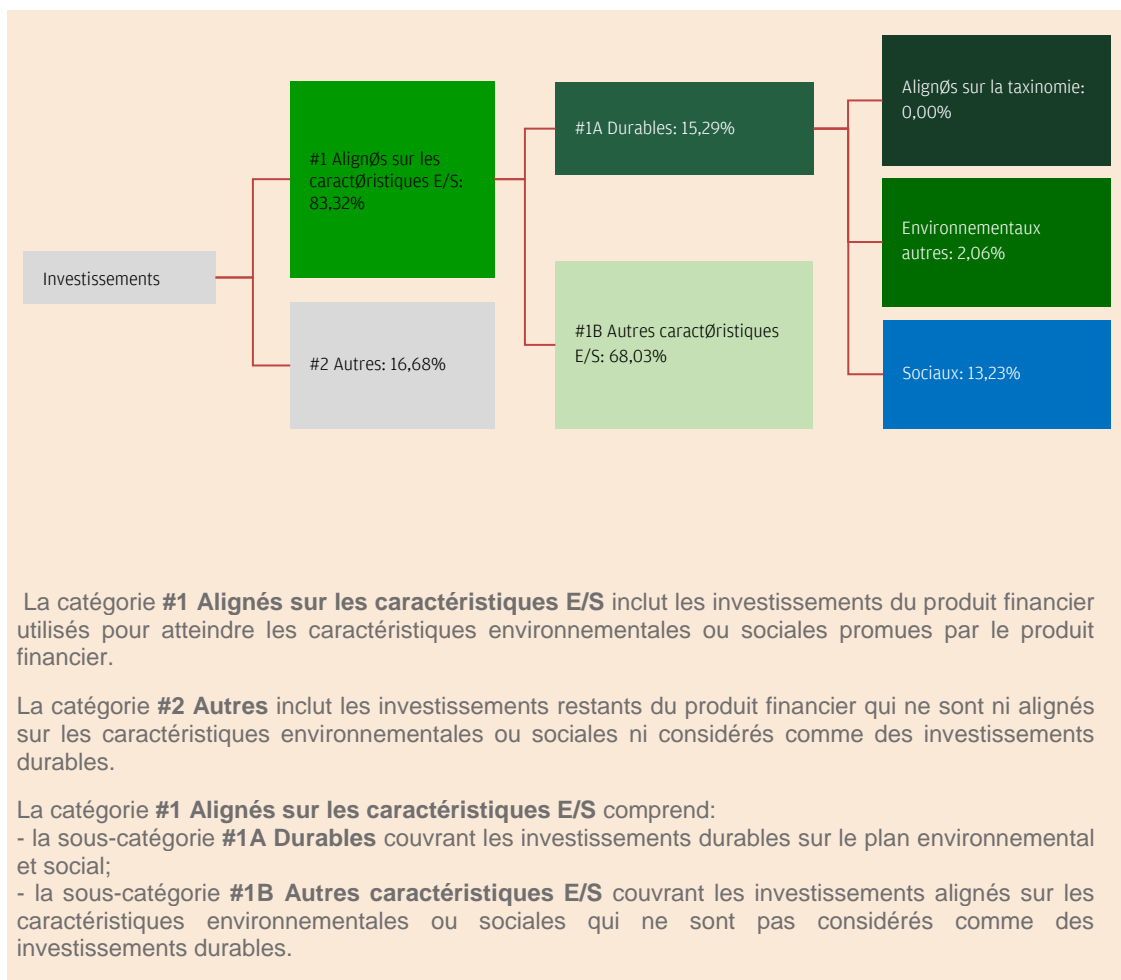 Investissements
#1 AlignØs sur les
caractØristiques E/S:
83,32%
#2 Autres: 16,68%
#1A Durables: 15,29%
#1B Autres caractØristiques
E/S: 68,03%
AlignØs sur la taxinomie:
0,00%
Environnementaux
autres: 2,06%
Sociaux: 13,23%
La catégorie #1 Alignés sur les caractéristiques E/S inclut les investissements du produit financier
utilisés pour atteindre les caractéristiques environnementales ou sociales promues par le produit
financier.
La catégorie #2 Autres inclut les investissements restants du produit financier qui ne sont ni alignés
sur les caractéristiques environnementales ou sociales ni considérés comme des investissements
durables.
La catégorie #1 Alignés sur les caractéristiques E/S comprend:
- la sous-catégorie #1A Durables couvrant les investissements durables sur le plan environnemental
et social;
- la sous-catégorie #1B Autres caractéristiques E/S couvrant les investissements alignés sur les
caractéristiques environnementales ou sociales qui ne sont pas considérés comme des
investissements durables.